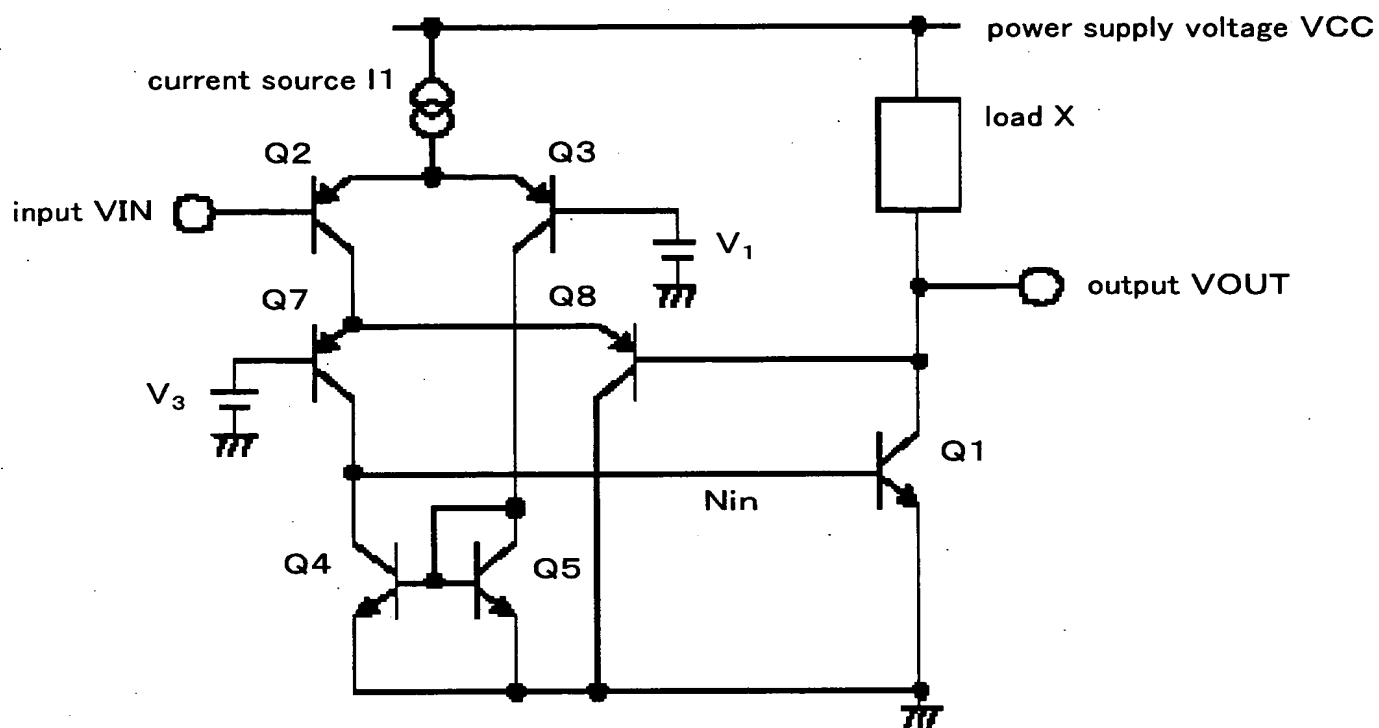 power supply voltage VCC
current source I1
load X
Q2
Q3
input VIN
V1
Q7
Q8
output VOUT
V3
Q1
Nin
Q4
Q5